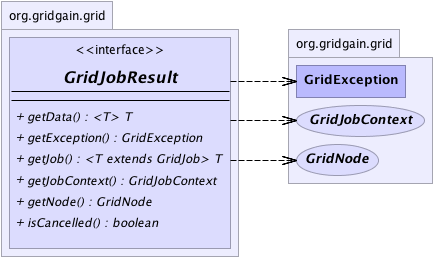 org.gridgain.grid
<<interface>>
GridJobResult
+ getData() : <T> T
+ getException() : GridException
+ getJob() : <T extends GridJob> T
+ getJobContext() : GridJobContext
+ getNode() : GridNode
+ isCancelled() : boolean
org.gridgain.grid
GridException
GridJobContext
GridNode